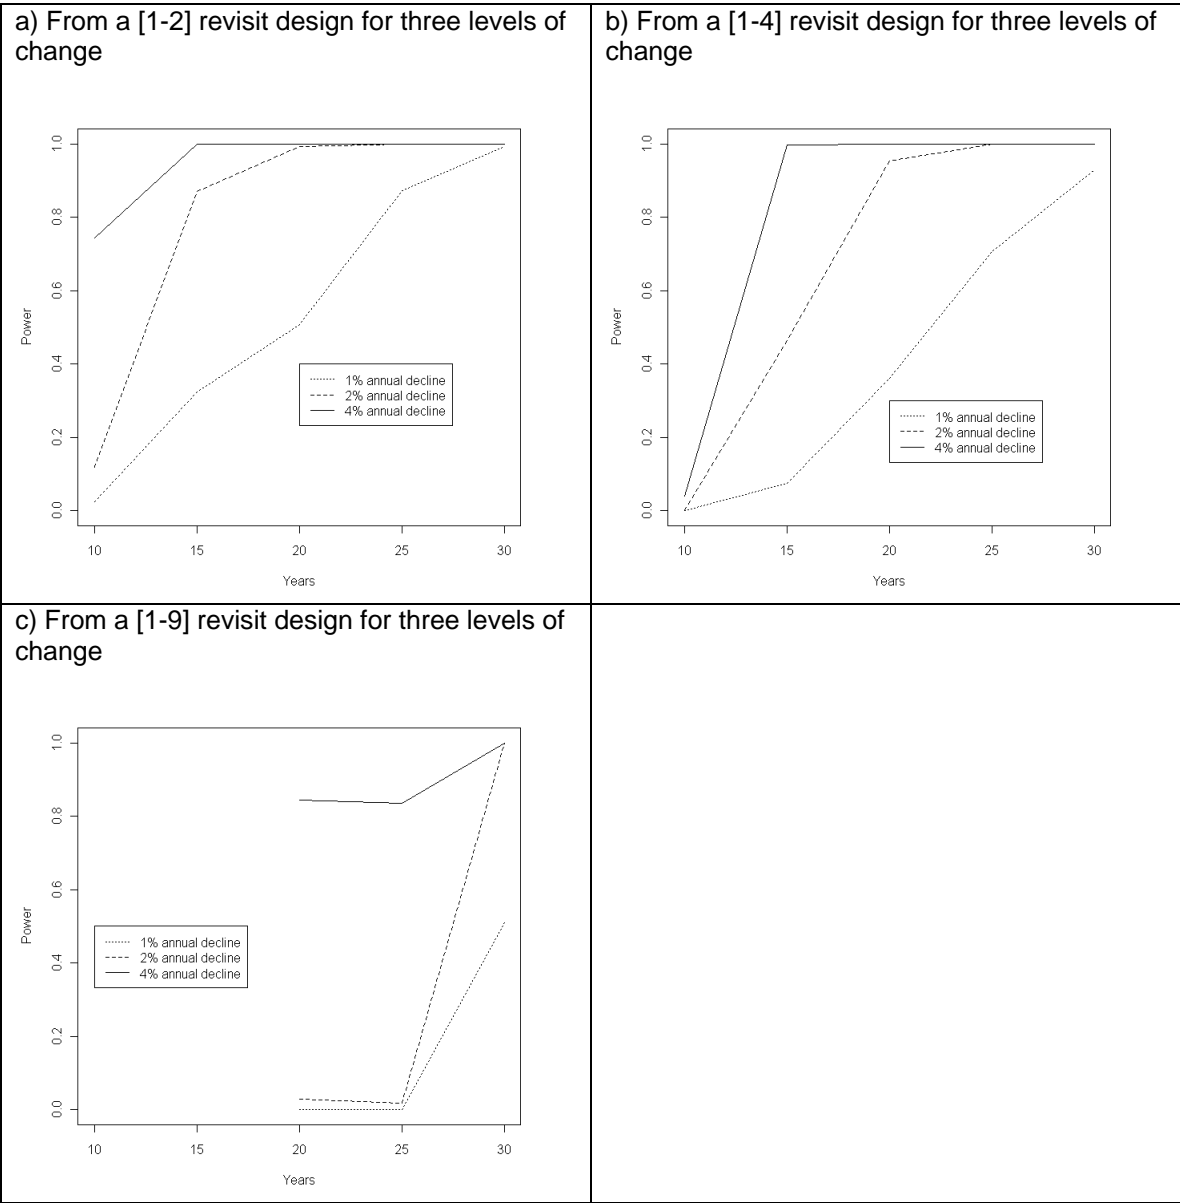 a) From a [1-2] revisit design for three levels of
change
1.0
0.8
0.6
0.4
0.2
0.0
Power
1% annual decline
2% annual decline
4% annual decline
10 15 20 25 30
Years
b) From a [1-4] revisit design for three levels of
change
1.0
0.8
0.6
0.4
0.2
0.0
Power
1% annual decline
2% annual decline
4% annual decline
10 15 20 25 30
Years
c) From a [1-9] revisit design for three levels of
change
1.0
0.8
0.6
0.4
0.2
0.0
Power
1% annual decline
2% annual decline
4% annual decline
10 15 20 25 30
Years